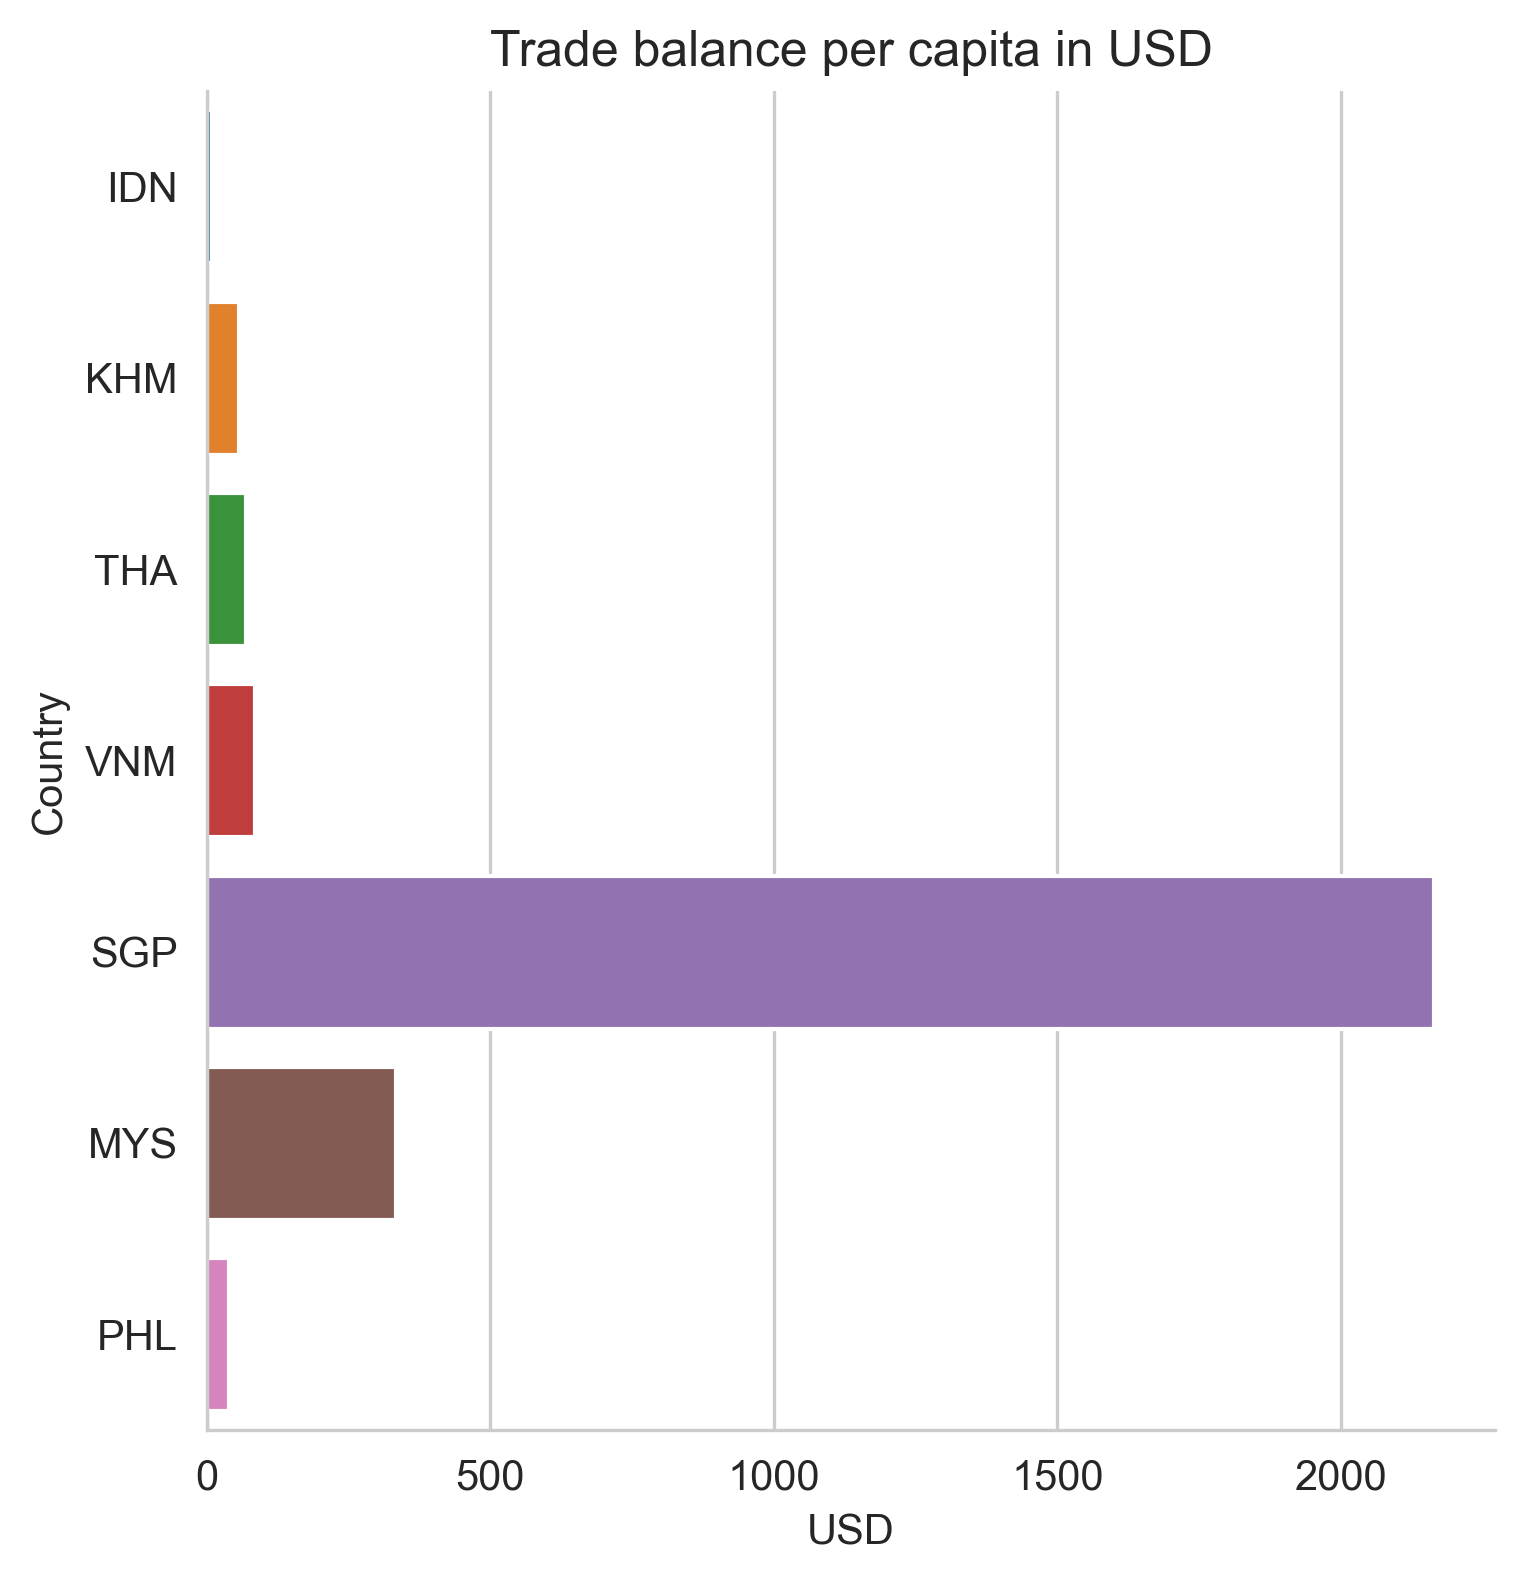 Trade balance per capita in USD
Country
IDN
KHM
THA
VNM
SGP
MYS
PHL
0 500 1000 1500 2000
USD